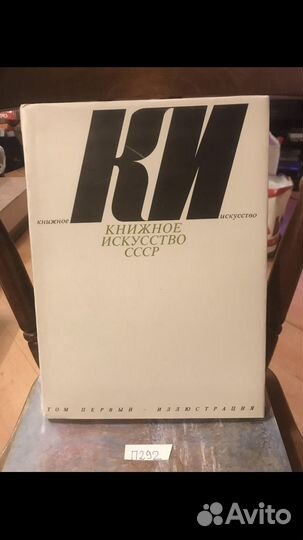 КИ
книжное искусство
КНИЖНОЕ
ИСКУССТВО
СССР
ТОМ ПЕРВЫЙ - ИЛЛЮСТРАЦИЯ
П292
Avito